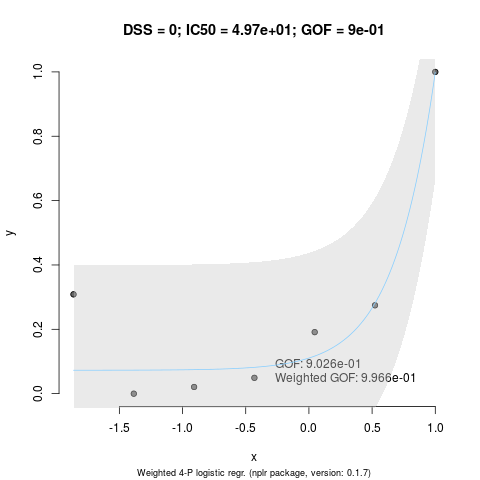 DSS = 0; IC50 = 4.97e+01; GOF = 9e-01
1.0
0.8
0.6
0.4
0.2
0.0
y
GOF: 9.026e-01
Weighted GOF: 9.966e-01
-1.5 -1.0 -0.5 0.0 0.5 1.0
x
Weighted 4-P logistic regr. (nplr package, version: 0.1.7)